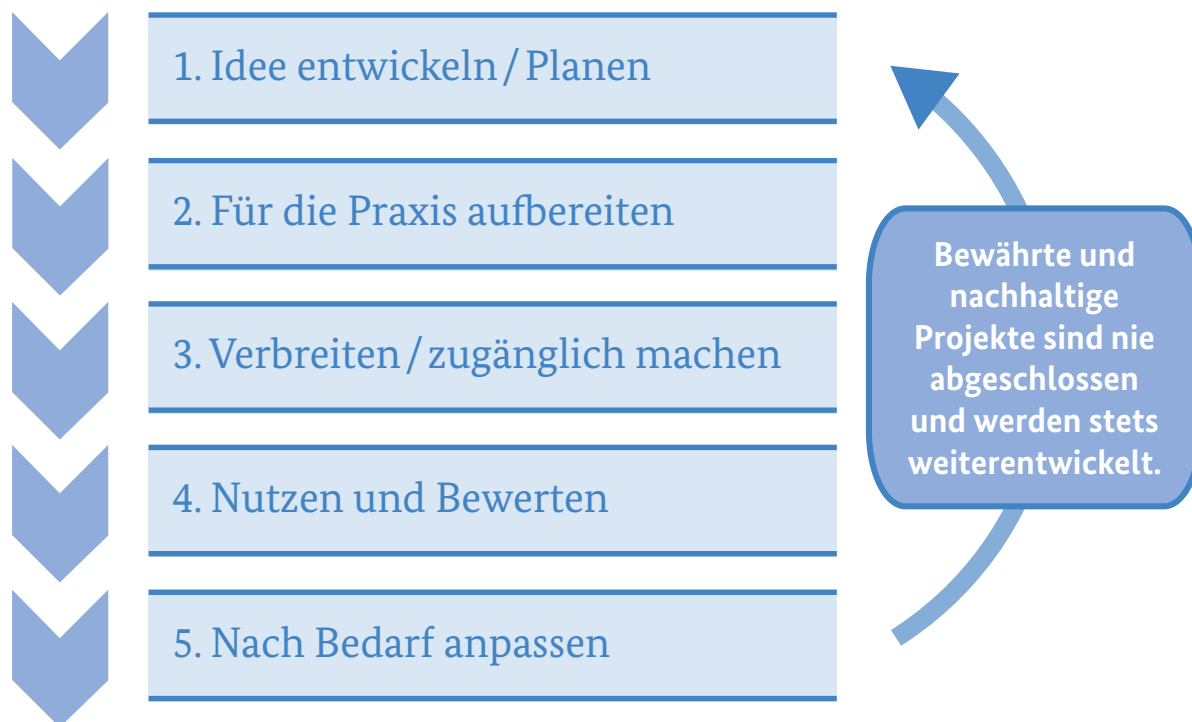 1. Idee entwickeln / Planen
2. Für die Praxis aufbereiten
3. Verbreiten / zugänglich machen
4. Nutzen und Bewerten
5. Nach Bedarf anpassen
Bewährte und
nachhaltige
Projekte sind nie
abgeschlossen
und werden stets
weiterentwickelt.